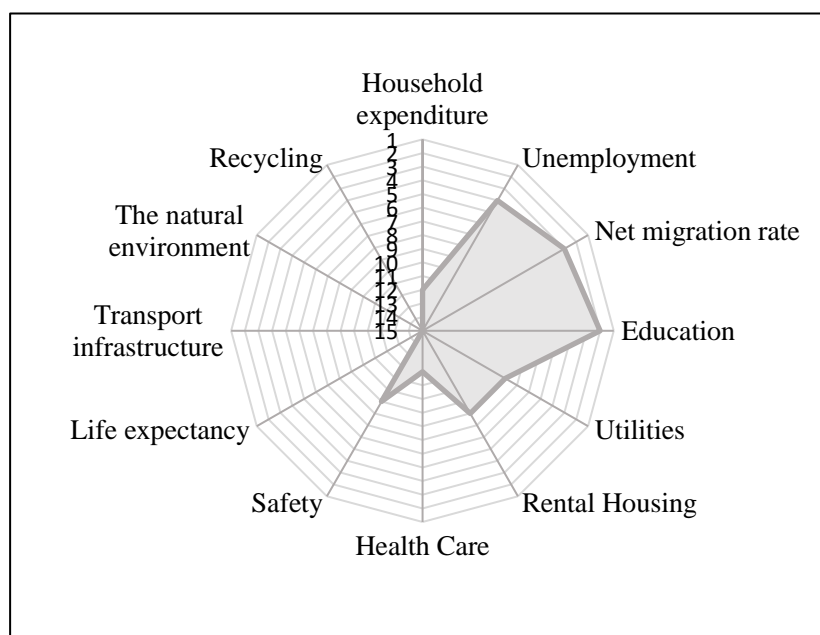 Household
expenditure
Unemployment
Net migration rate
Education
Utilities
Rental Housing
Health Care
Safety
Life expectancy
Transport
infrastructure
The natural
environment
Recycling
1
2
3
4
5
6
7
8
9
10
11
12
13
14
15